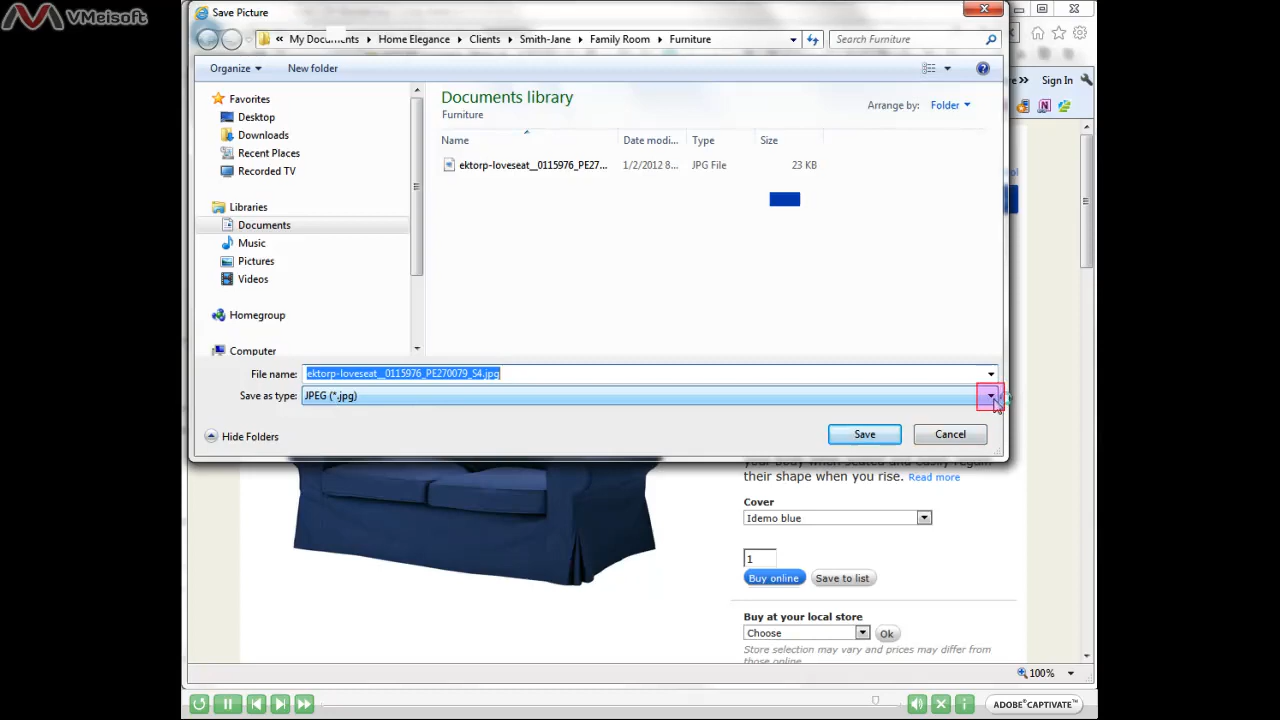 VMeisoft
Save Picture
« My Documents Home Elegance Clients Smith-Jane Family Room Furniture
Search Furniture
Organize New folder
Sign In
Favorites
Desktop
Downloads
Recent Places
Recorded TV
Libraries
Documents
Music
Pictures
Videos
Homegroup
Computer
Documents library
Furniture
Arrange by: Folder
Name Date modi... Type Size
ektorp-loveseat__0115976_PE27... 1/2/2012 8... JPG File 23 KB
File name: ektorp-loveseat__0115976_PE270079_S4.jpg
Save as type: JPEG (*.jpg)
Hide Folders
Save Cancel
your body when seated and easily regain
their shape when you rise. Read more
Cover
Idemo blue
1
Buy online Save to list
Buy at your local store
Choose Ok
Store selection may vary and prices may differ from
those online
100%
ADOBE® CAPTIVATE™